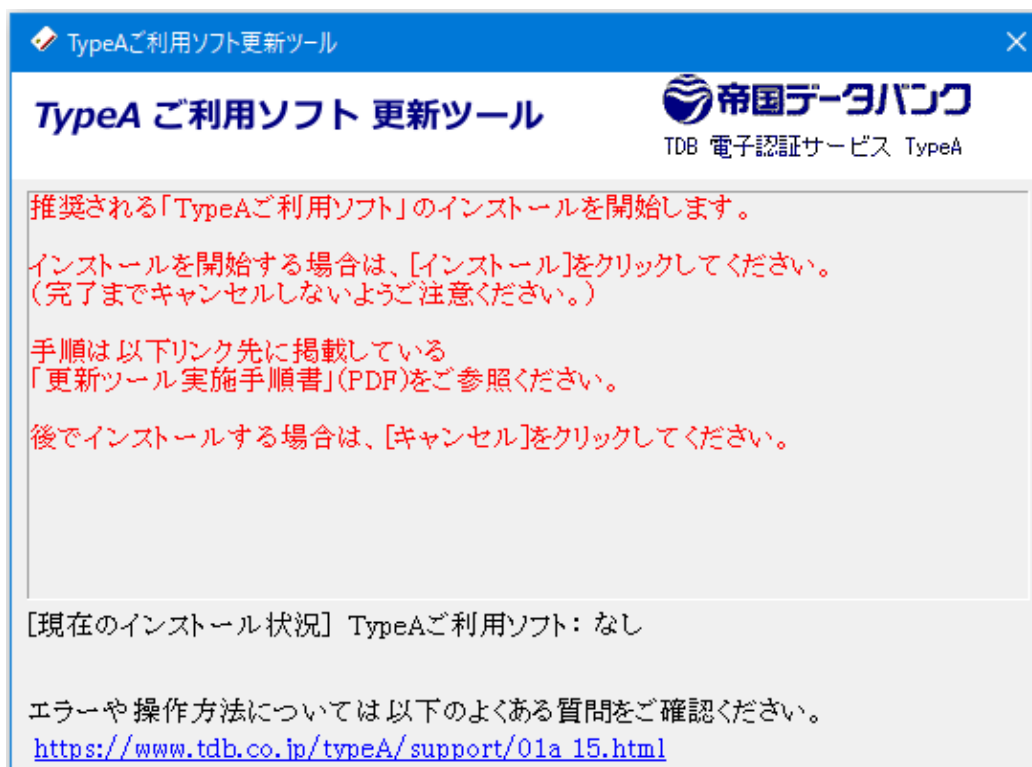 TypeAご利用ソフト更新ツール
TypeA ご利用ソフト 更新ツール
帝国データバンク
TDB 電子認証サービス TypeA
推奨される「TypeAご利用ソフト」のインストールを開始します。
インストールを開始する場合は、[インストール]をクリックしてください。
(完了までキャンセルしないようご注意ください。)
手順は以下リンク先に掲載している
「更新ツール実施手順書」(PDF)をご参照ください。
後でインストールする場合は、[キャンセル]をクリックしてください。
[現在のインストール状況] TypeAご利用ソフト: なし
エラーや操作方法については以下のよくある質問をご確認ください。
https://www.tdb.co.jp/typeA/support/01a_15.html